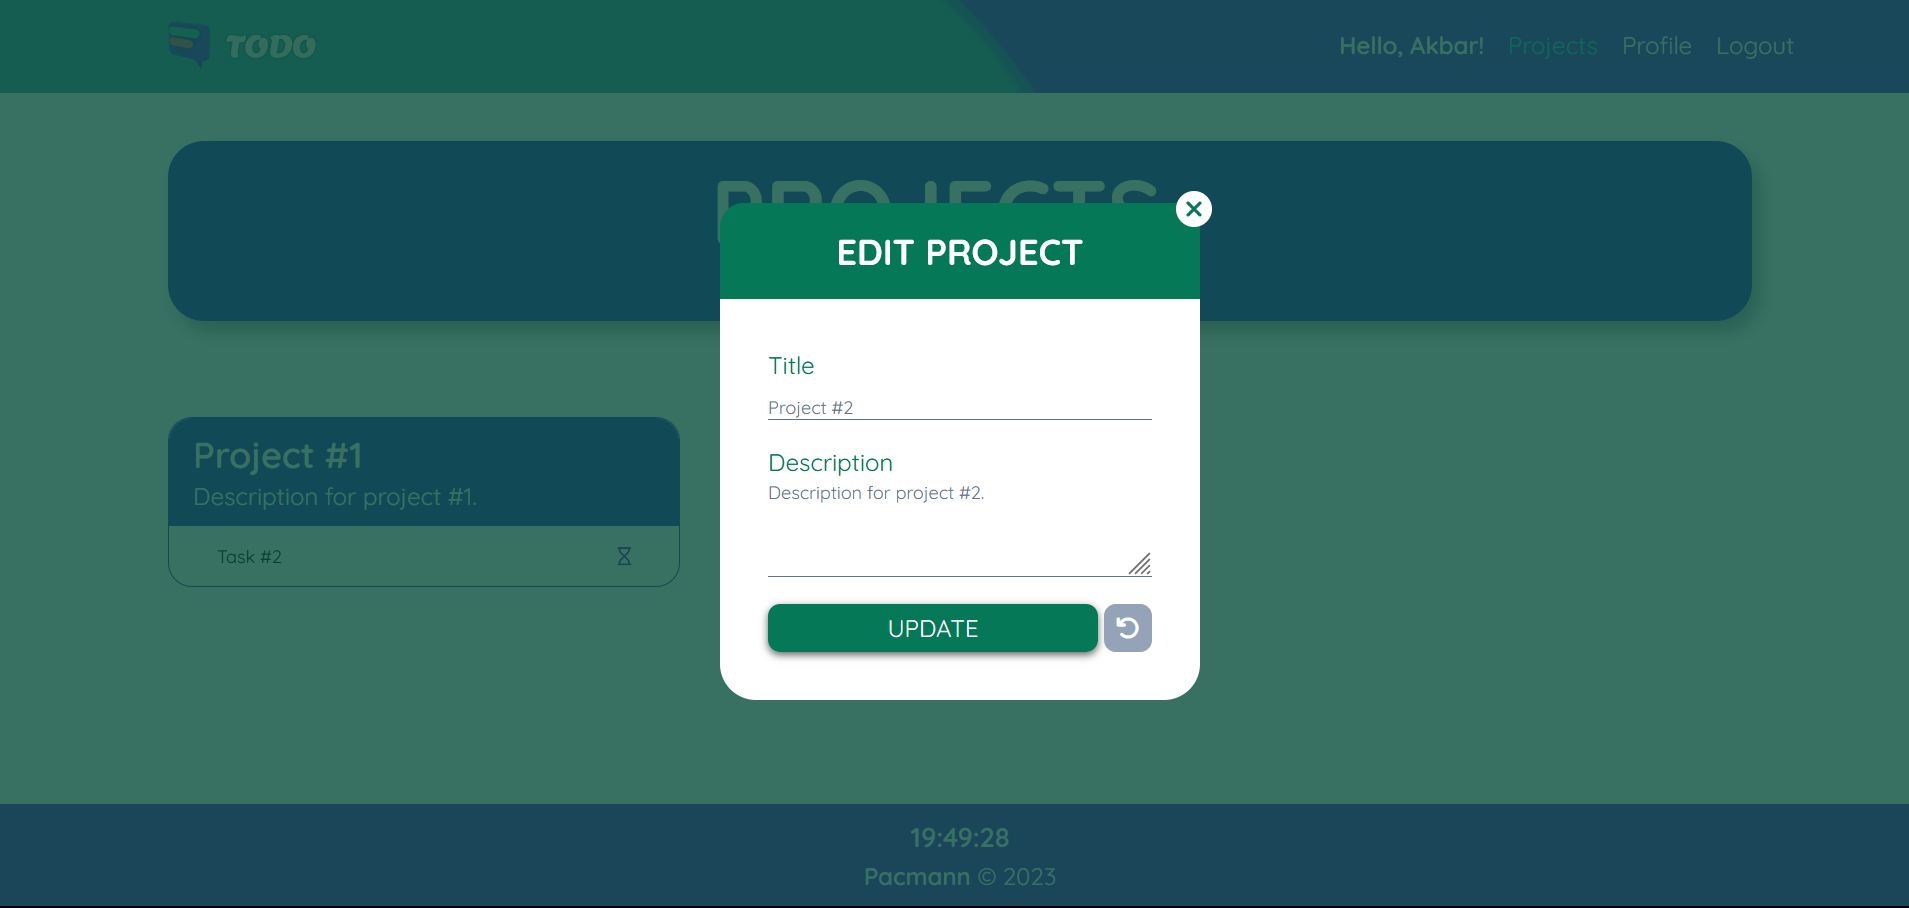 TODO
Hello, Akbar! Projects Profile Logout
PROJECTS
EDIT PROJECT
Title
Project #2
Description
Description for project #2.
UPDATE
Project #1
Description for project #1.
Task #2
19:49:28
Pacmann © 2023